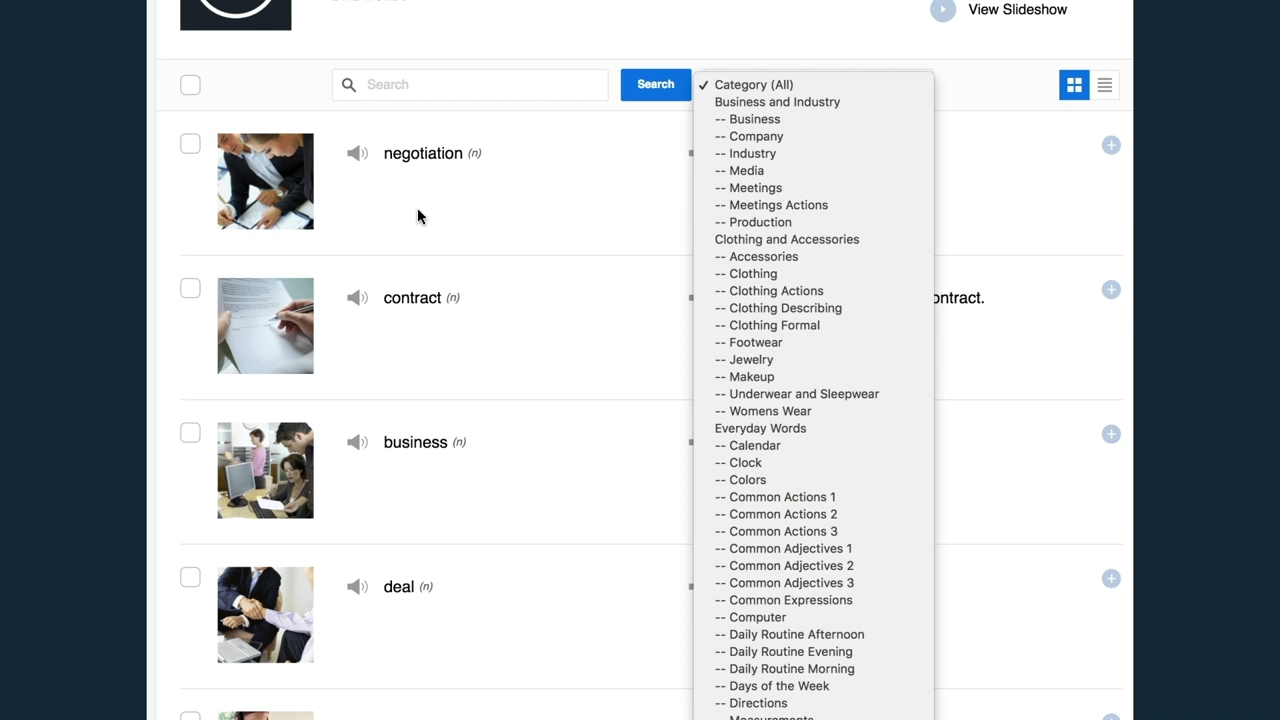 View Slideshow
Search
Search
Category (All)
Business and Industry
-- Business
-- Company
-- Industry
-- Media
-- Meetings
-- Meetings Actions
-- Production
Clothing and Accessories
-- Accessories
-- Clothing
-- Clothing Actions
-- Clothing Describing
-- Clothing Formal
-- Footwear
-- Jewelry
-- Makeup
-- Underwear and Sleepwear
-- Womens Wear
Everyday Words
-- Calendar
-- Clock
-- Colors
-- Common Actions 1
-- Common Actions 2
-- Common Actions 3
-- Common Adjectives 1
-- Common Adjectives 2
-- Common Adjectives 3
-- Common Expressions
-- Computer
-- Daily Routine Afternoon
-- Daily Routine Evening
-- Daily Routine Morning
-- Days of the Week
-- Directions
-- Measurements
negotiation (n)
contract (n)
ontract.
business (n)
deal (n)